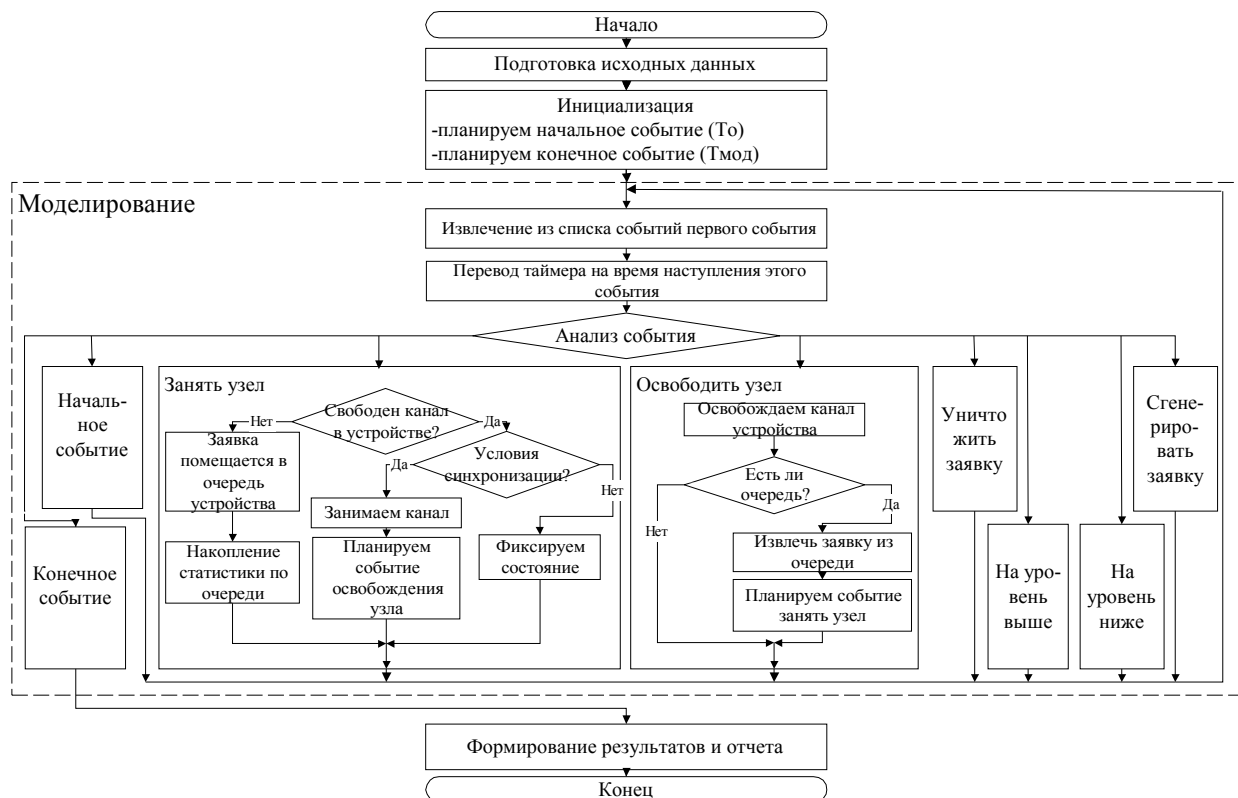 Начало
Подготовка исходных данных
Инициализация
-планируем начальное событие (То)
-планируем конечное событие (Тмод)
Моделирование
Извлечение из списка событий первого события
Перевод таймера на время наступления этого
события
Анализ события
Началь-
ное
событие
Конечное
событие
Занять узел
Свободен канал
в устройстве?
Нет
Да
Заявка
помещается в
очередь
устройства
Накопление
статистики по
очереди
Условия
синхронизации?
Да
Нет
Занимаем канал
Планируем
событие
освобождения
узла
Фиксируем
состояние
Освободить узел
Освобождаем канал
устройства
Есть ли
очередь?
Нет
Да
Извлечь заявку из
очереди
Планируем событие
занять узел
Уничто
жить
заявку
На уро-
вень
выше
На
уровень
ниже
Сгене-
риро-
вать
заявку
Формирование результатов и отчета
Конец